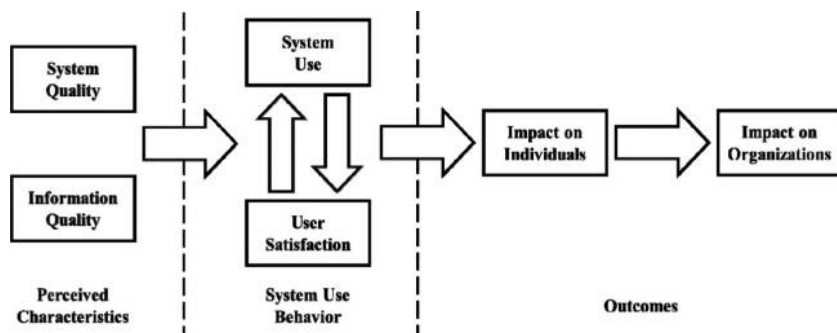 System
Quality
Information
Quality
Perceived
Characteristics
System
Use
User
Satisfaction
System Use
Behavior
Impact on
Individuals
Impact on
Organizations
Outcomes